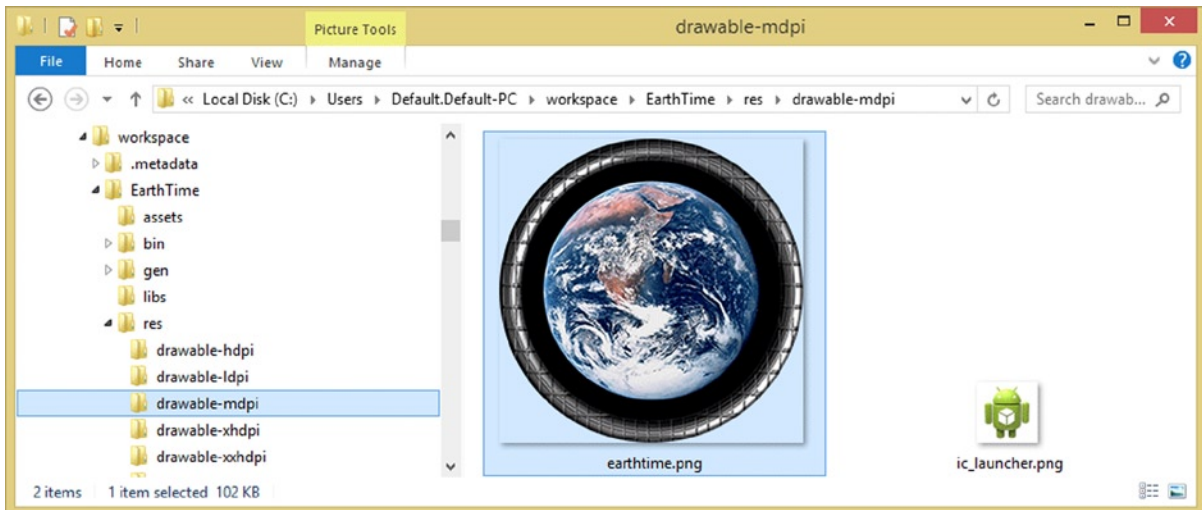 Picture Tools
drawable-mdpi
File Home Share View Manage
« Local Disk (C:) Users Default.Default-PC workspace EarthTime res drawable-mdpi
Search drawab...
workspace
.metadata
EarthTime
assets
bin
gen
libs
res
drawable-hdpi
drawable-ldpi
drawable-mdpi
drawable-xhdpi
drawable-xxhdpi
earthtime.png
ic_launcher.png
2 items 1 item selected 102 KB